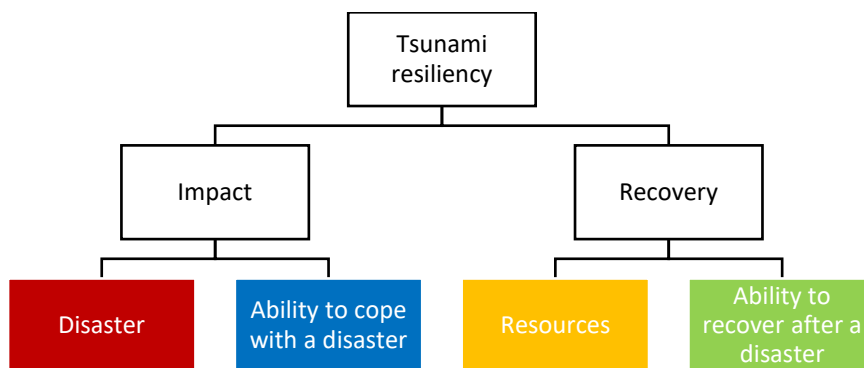 Tsunami
resiliency
Impact
Recovery
Disaster
Ability to cope
with a disaster
Resources
Ability to
recover after a
disaster